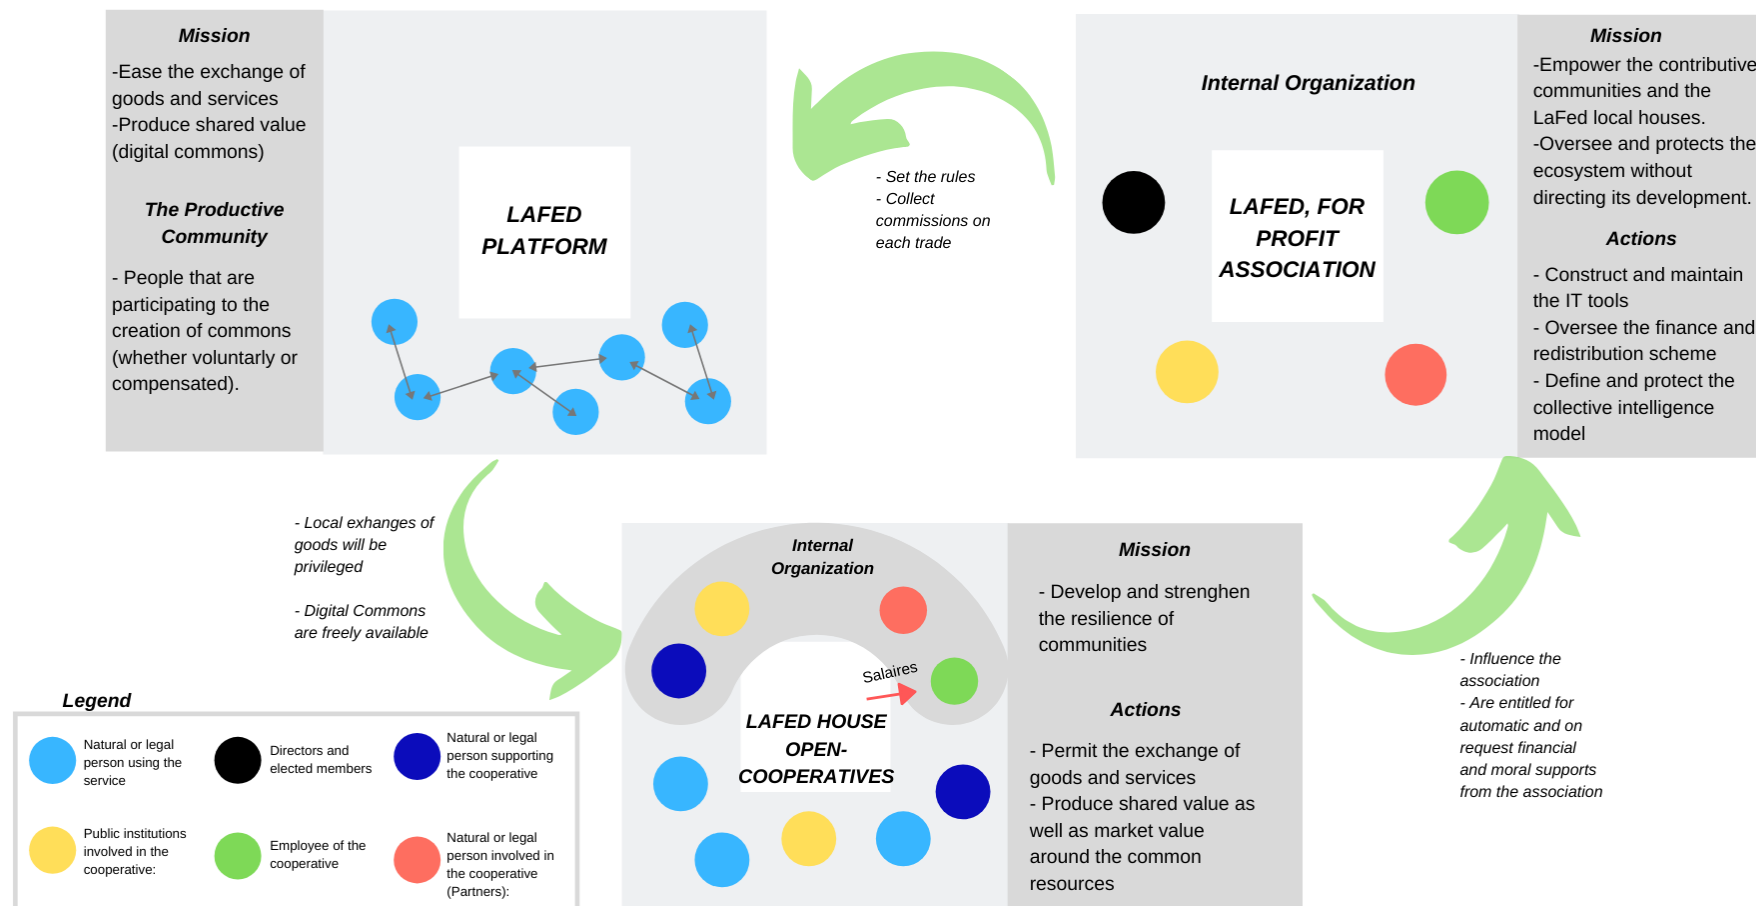 Mission
-Ease the exchange of
goods and services
-Produce shared value
(digital commons)
The Productive
Community
- People that are
participating to the
creation of commons
(whether voluntarly or
compensated).
LAFED
PLATFORM
- Set the rules
- Collect
commissions on
each trade
Internal Organization
LAFED, FOR
PROFIT
ASSOCIATION
Mission
-Empower the contributive
communities and the
LaFed local houses.
-Oversee and protects the
ecosystem without
directing its development.
Actions
- Construct and maintain
the IT tools
- Oversee the finance and
redistribution scheme
- Define and protect the
collective intelligence
model
- Local exhanges of
goods will be
privileged
- Digital Commons
are freely available
Internal
Organization
Salaires
LAFED HOUSE
OPEN-
COOPERATIVES
Mission
- Develop and strenghen
the resilience of
communities
Actions
- Permit the exchange of
goods and services
- Produce shared value as
well as market value
around the common
resources
- Influence the
association
- Are entitled for
automatic and on
request financial
and moral supports
from the association
Legend
Natural or legal
person using the
service
Directors and
elected members
Natural or legal
person supporting
the cooperative
Public institutions
involved in the
cooperative:
Employee of the
cooperative
Natural or legal
person involved in
the cooperative
(Partners):